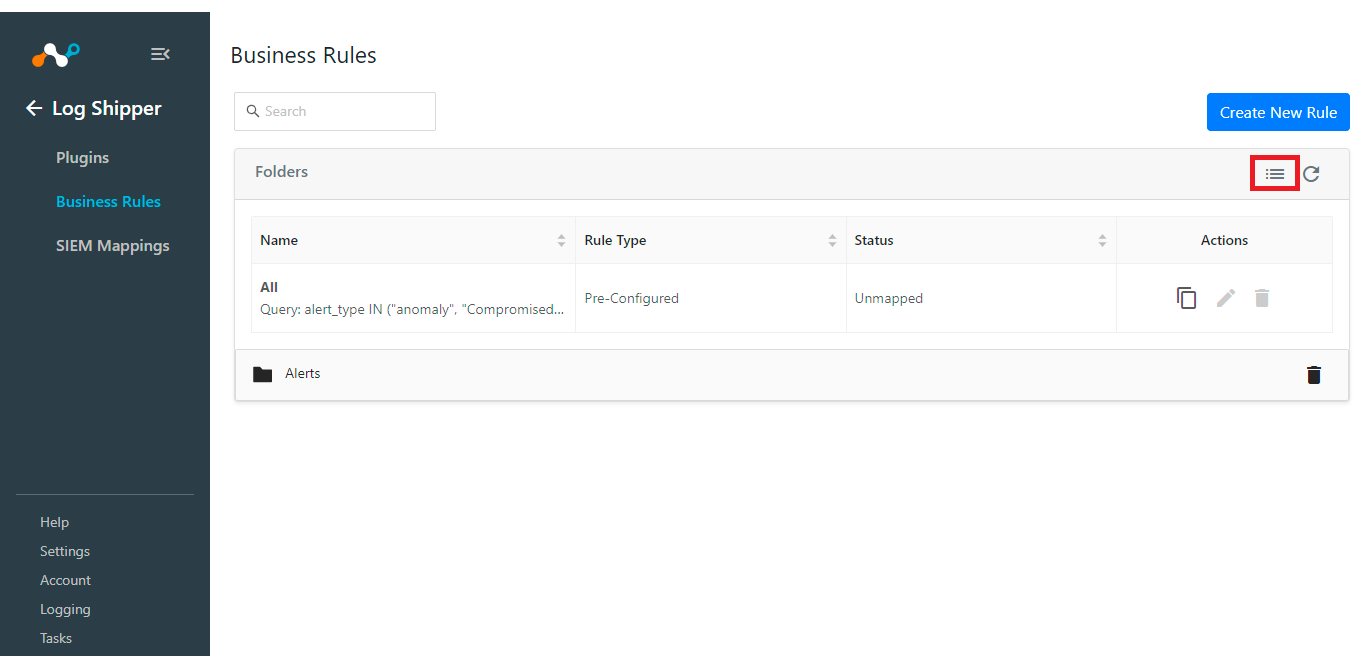 Business Rules
Log Shipper
Plugins
Business Rules
SIEM Mappings
Help
Settings
Account
Logging
Tasks
Search
Create New Rule
Folders
Name Rule Type Status Actions
All
Query: alert_type IN ("anomaly", "Compromised...
Pre-Configured Unmapped
Alerts